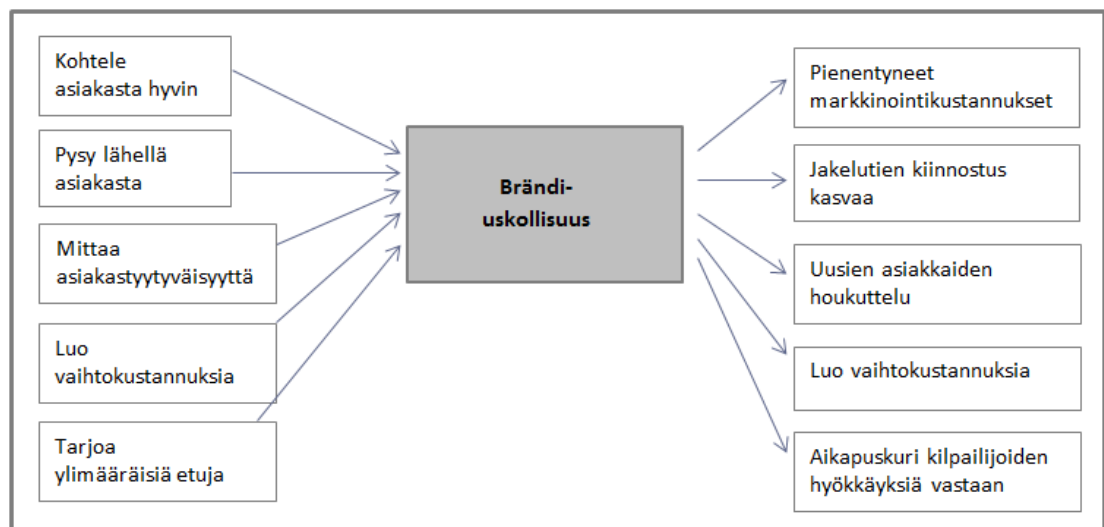 Kohtele
asiakasta hyvin
Pysy lähellä
asiakasta
Mittaa
asiakastyytyväisyyttä
Luo
vaihtokustannuksia
Tarjoa
ylimääräisiä etuja
Brändi-
uskollisuus
Pienentyneet
markkinointikustannukset
Jakelutien kiinnostus
kasvaa
Uusien asiakkaiden
houkuttelu
Luo vaihtokustannuksia
Aikapuskuri kilpailijoiden
hyökkäyksiä vastaan